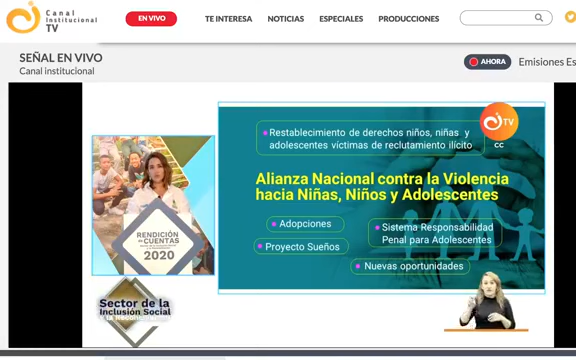 Canal
Institucional
TV
EN VIVO
TE INTERESA
NOTICIAS
ESPECIALES
PRODUCCIONES
SEÑAL EN VIVO
Canal institucional
AHORA
Emisiones Es
Restablecimiento de derechos niños, niñas y
adolescentes víctimas de reclutamiento ilícito
TV
CC
Alianza Nacional contra la Violencia
hacia Niñas, Niños y Adolescentes
Adopciones
Sistema Responsabilidad
Penal para Adolescentes
Proyecto Sueños
Nuevas oportunidades
RENDICIÓN
DE CUENTAS
2020
Sector de la
Inclusión Social
y la Reconciliación